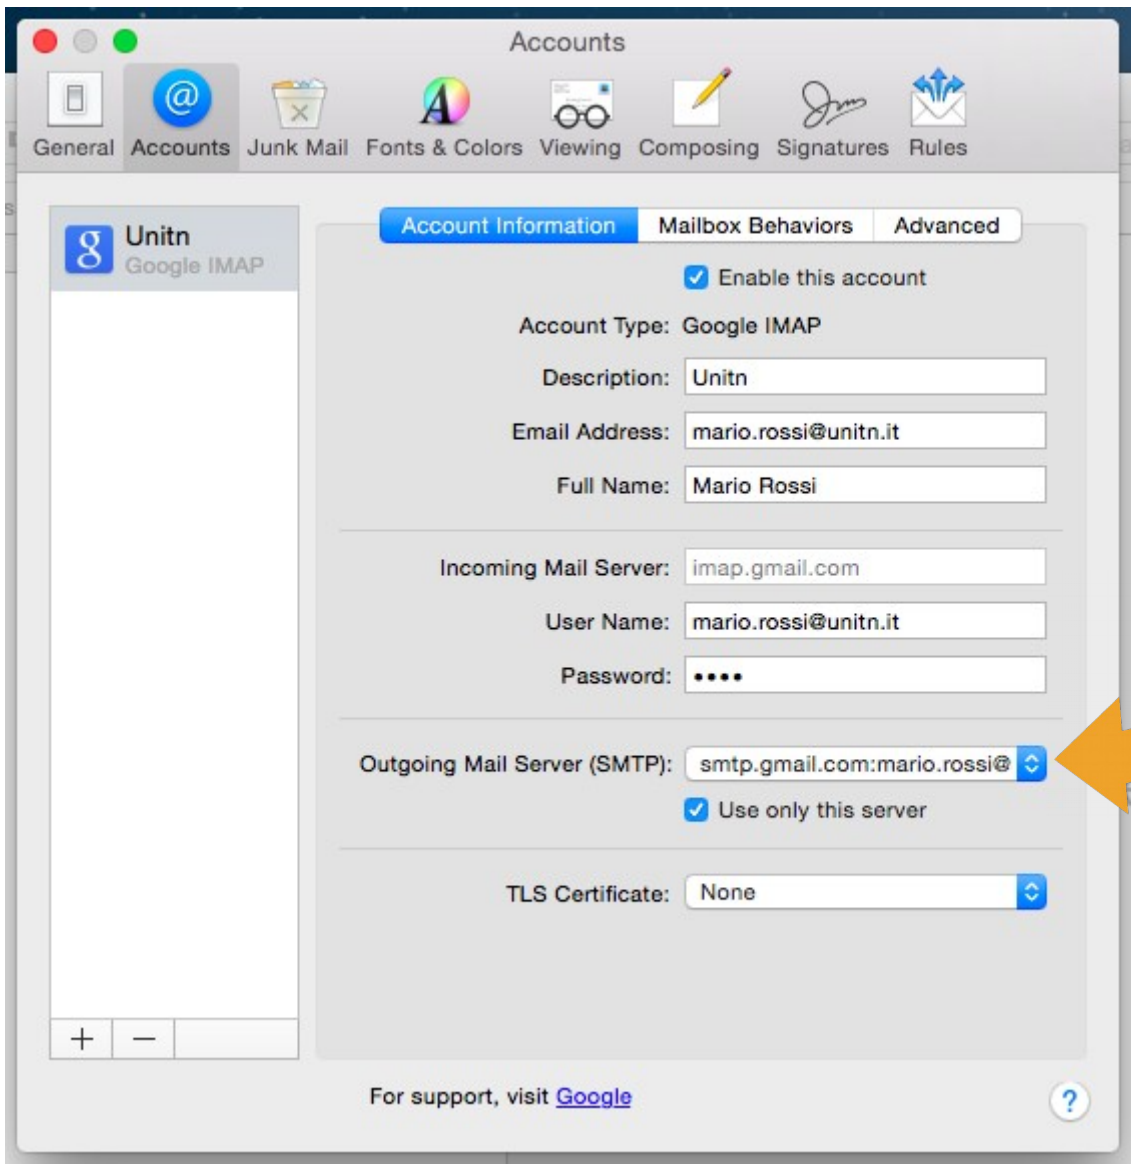 Accounts
General Accounts Junk Mail Fonts & Colors Viewing Composing Signatures Rules
Unitn
Google IMAP
Account Information Mailbox Behaviors Advanced
Enable this account
Account Type: Google IMAP
Description: Unitn
Email Address: mario.rossi@unitn.it
Full Name: Mario Rossi
Incoming Mail Server: imap.gmail.com
User Name: mario.rossi@unitn.it
Password: ••••
Outgoing Mail Server (SMTP): smtp.gmail.com:mario.rossi@
Use only this server
TLS Certificate: None
For support, visit Google
?